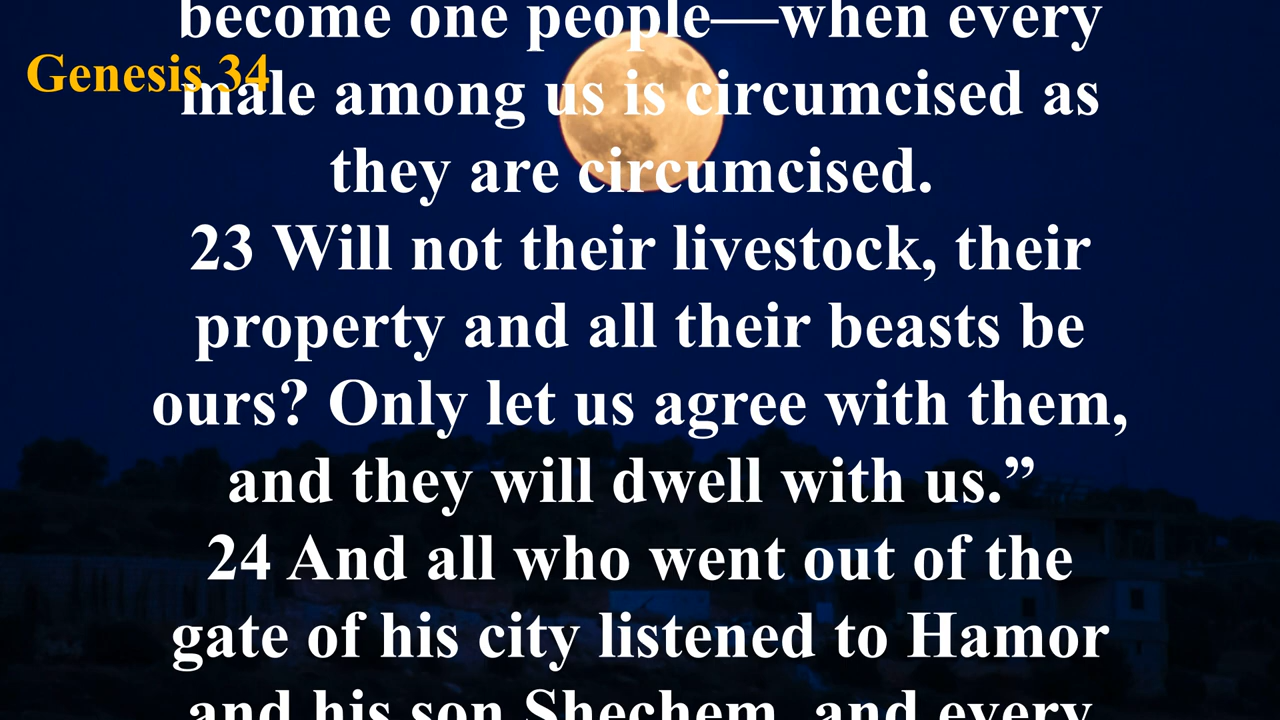 become one people—when every
Genesis 34
male among us is circumcised as
they are circumcised.
23 Will not their livestock, their
property and all their beasts be
ours? Only let us agree with them,
and they will dwell with us.”
24 And all who went out of the
gate of his city listened to Hamor
and his son Shechem, and every